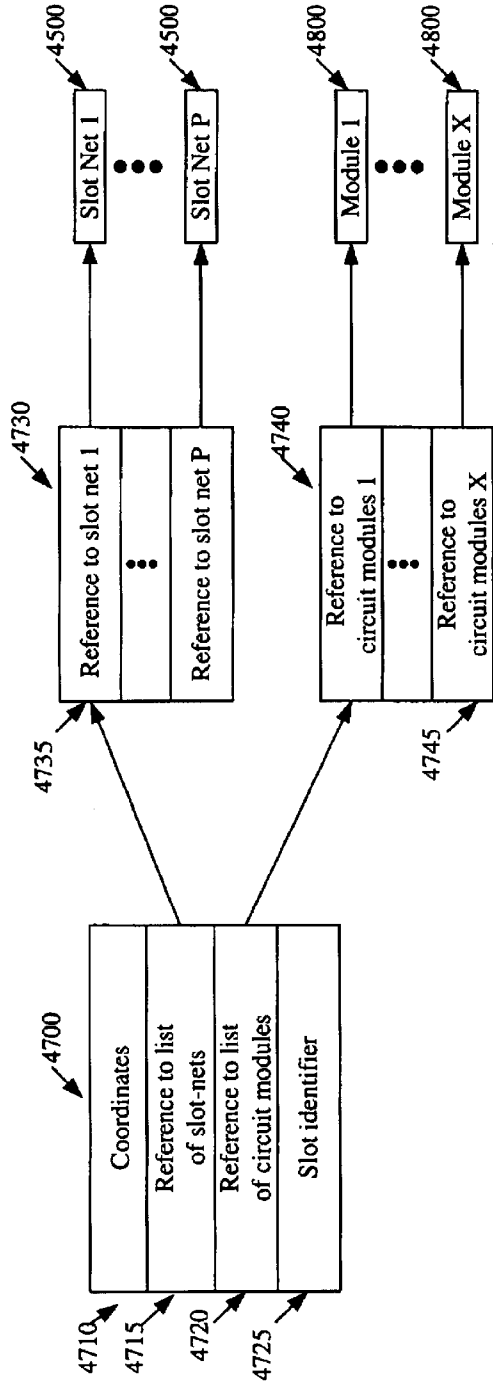 4700
4710
Coordinates
4715
Reference to list
of slot-nets
4720
Reference to list
of circuit modules
4725
Slot identifier
4730
4735
Reference to slot net 1
Reference to slot net P
4740
Reference to
circuit modules 1
4745
Reference to
circuit modules X
4500
Slot Net 1
4500
Slot Net P
4800
Module 1
4800
Module X